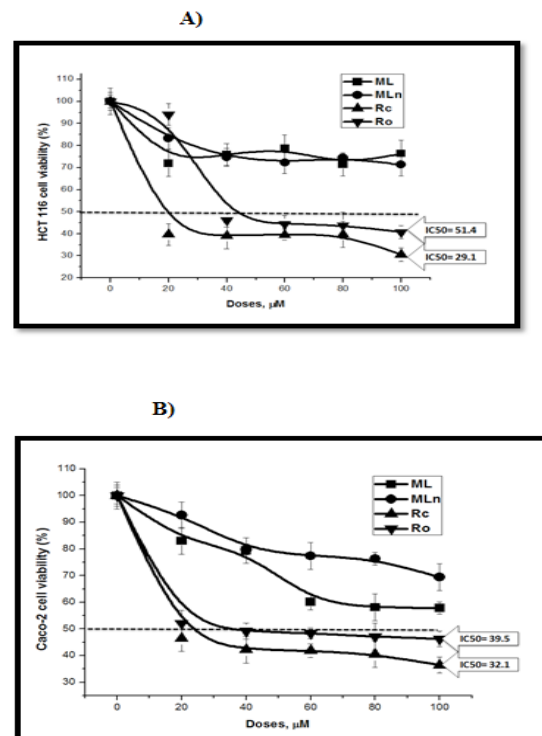 A)
HCT 116 cell viability (%)
110
100
90
80
70
60
50
40
30
20
ML
MLn
Rc
Ro
IC50= 51.4
IC50= 29.1
0 20 40 60 80 100
Doses, μM
B)
Caco-2 cell viability (%)
110
100
90
80
70
60
50
40
30
ML
MLn
Rc
Ro
IC50= 39.5
IC50= 32.1
0 20 40 60 80 100
Doses, μM